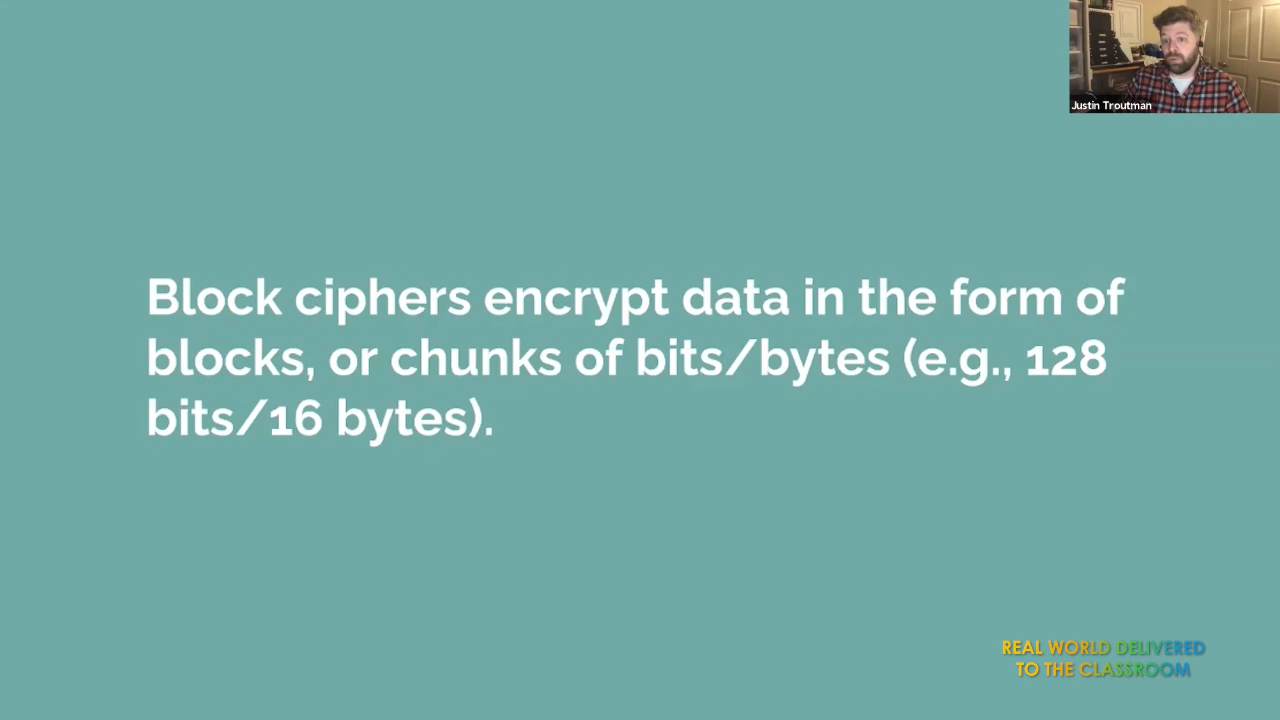 Justin Troutman
Block ciphers encrypt data in the form of
blocks, or chunks of bits/bytes (e.g., 128
bits/16 bytes).
REAL WORLD DELIVERED
TO THE CLASSROOM